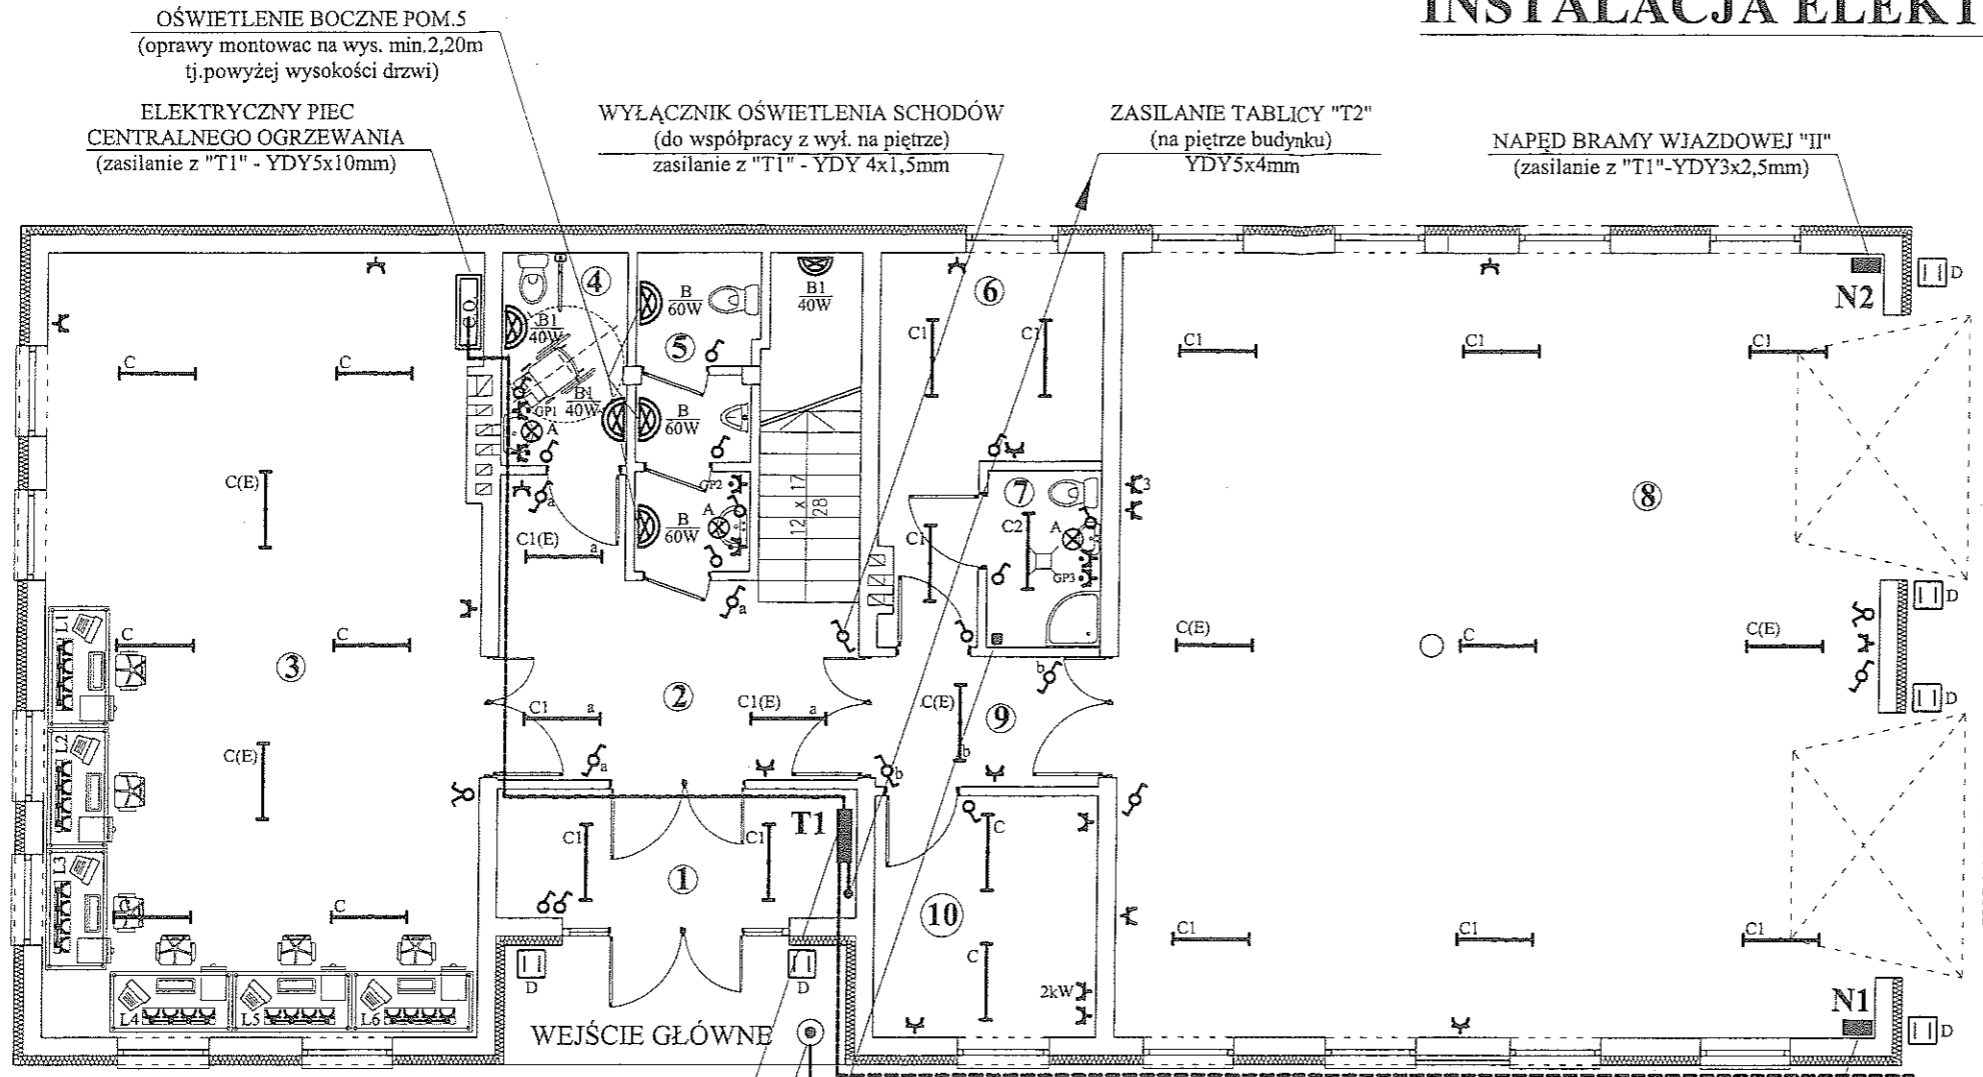 INSTALACJA ELEKT
OŚWIETLENIE BOCZNE POM.5
(oprawy montowac na wys. min.2,20m
tj.powyżej wysokości drzwi)
ELEKTRYCZNY PIEC
CENTRALNEGO OGRZEWANIA
(zasilanie z "T1" - YDY5x10mm)
WYŁĄCZNIK OŚWIETLENIA SCHODÓW
(do współpracy z wył. na piętrze)
zasilanie z "T1" - YDY 4x1,5mm
ZASILANIE TABLICY "T2"
(na piętrze budynku)
YDY5x4mm
NAPĘD BRAMY WJAZDOWEJ "II"
(zasilanie z "T1"-YDY3x2,5mm)
D
N2
C.O.
4
B
60W
B1
40W
6
B1
40W
5
C1
C1
C1
C1
C1
C
C
GP1
B1
40W
A
B
60W
C(E)
a
GP2
A
B
60W
12 x 17
28
7
3
8
C2
A
GP3
C1
C1(E)
a
a
D
L1
C
C
3
C(E)
C
C(E)
b
2
C1
a
C1(E)
a
C(E)
9
D
L2
C(E)
a
b
b
T1
C1
C1
C
L3
1
10
C
C
C1
C1
C1
D
D
C
2kW
N1
L4
L5
L6
WEJŚCIE GŁÓWNE
D